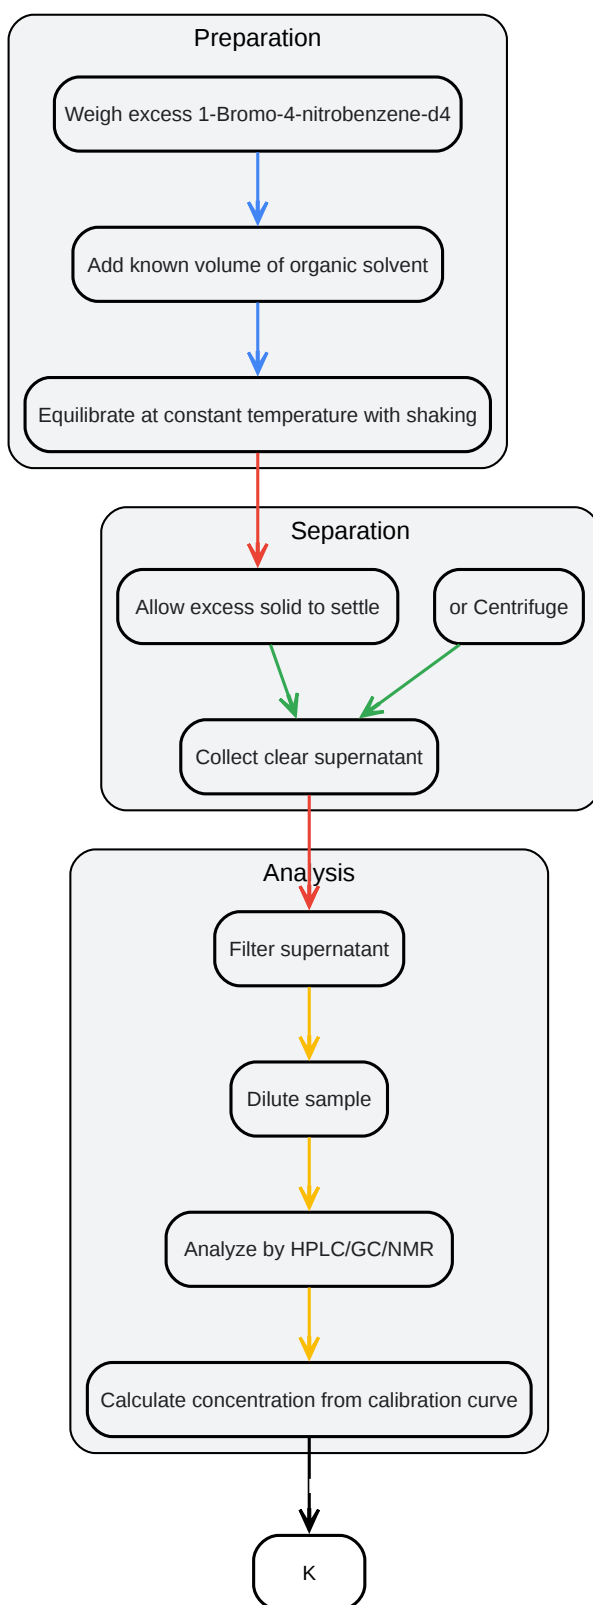 Preparation
Weigh excess 1-Bromo-4-nitrobenzene-d4
Add known volume of organic solvent
Equilibrate at constant temperature with shaking
Separation
Allow excess solid to settle
or Centrifuge
Collect clear supernatant
Analysis
Filter supernatant
Dilute sample
Analyze by HPLC/GC/NMR
Calculate concentration from calibration curve
K